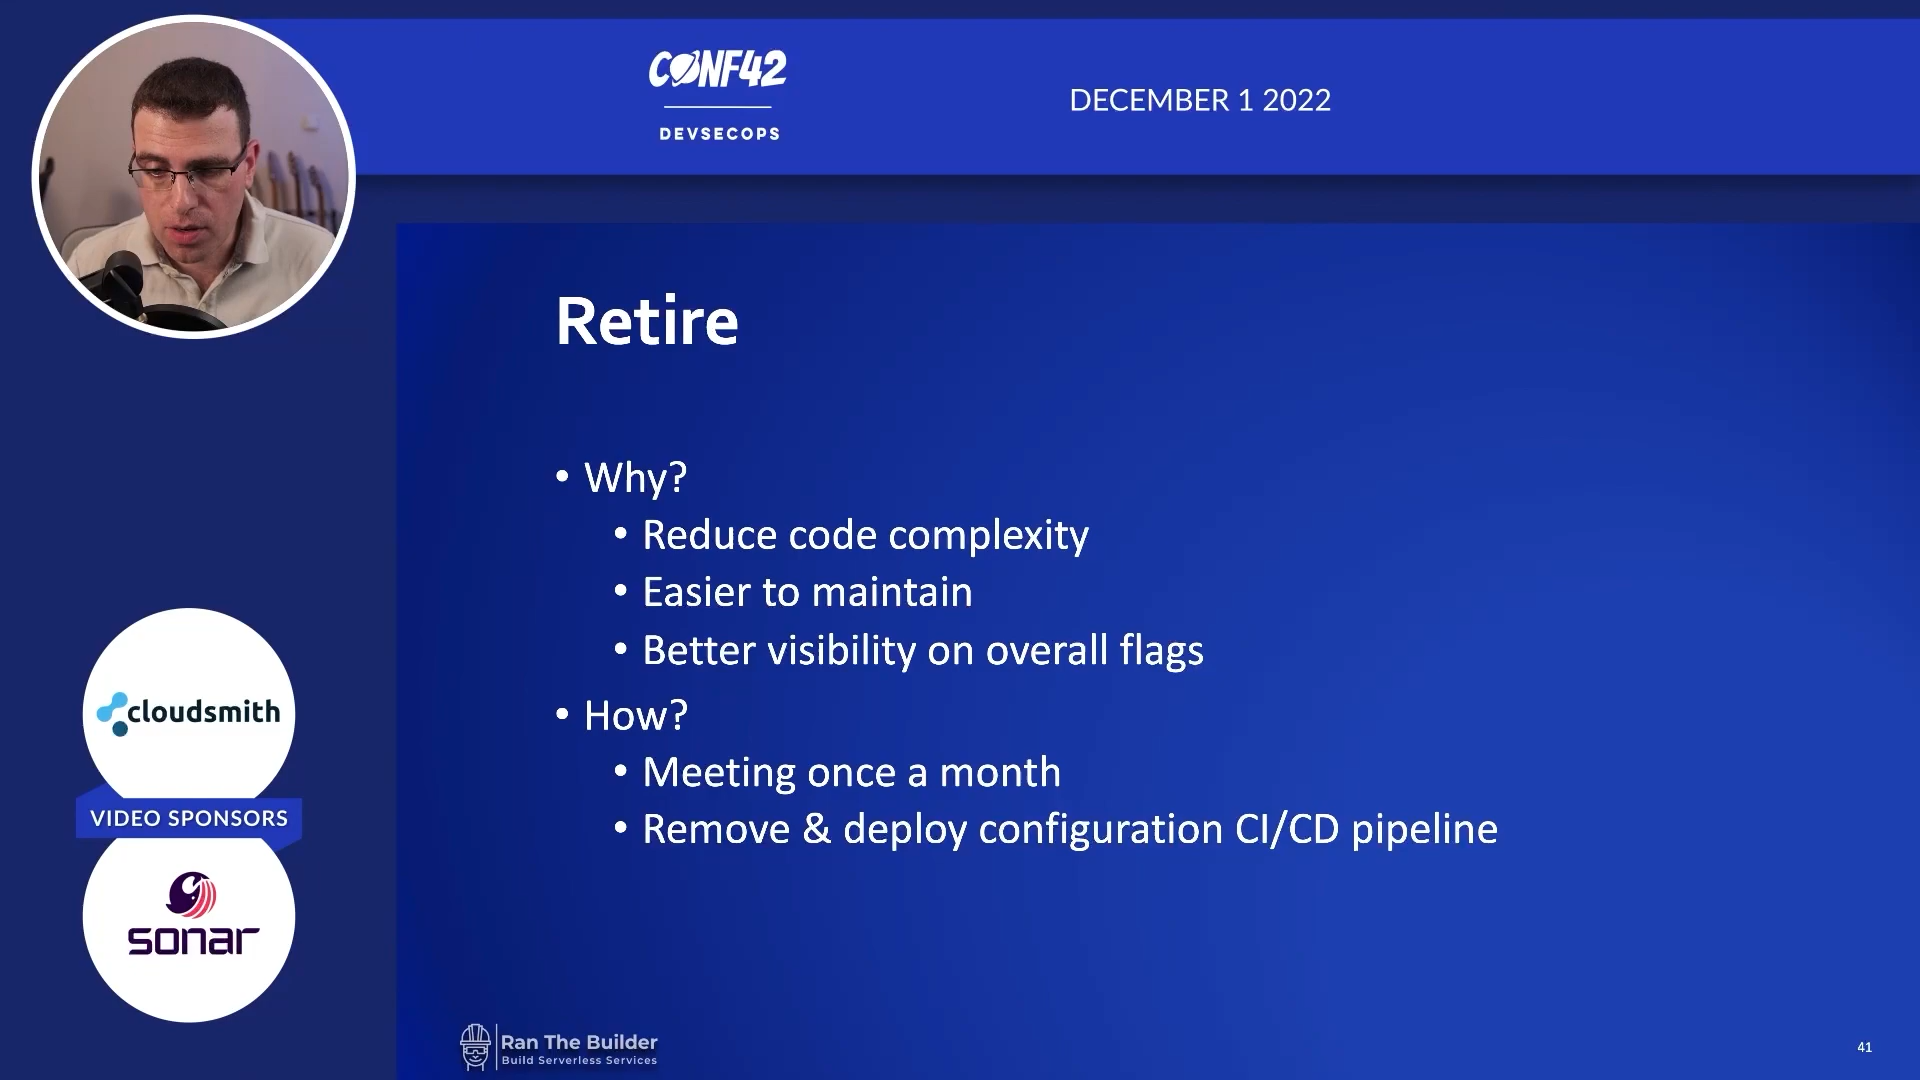 CONF42
DEVSECOPS
DECEMBER 1 2022
Retire
• Why?
• Reduce code complexity
• Easier to maintain
• Better visibility on overall flags
• How?
• Meeting once a month
• Remove & deploy configuration CI/CD pipeline
cloudsmith
VIDEO SPONSORS
sonar
Ran The Builder
Build Serverless Services
41